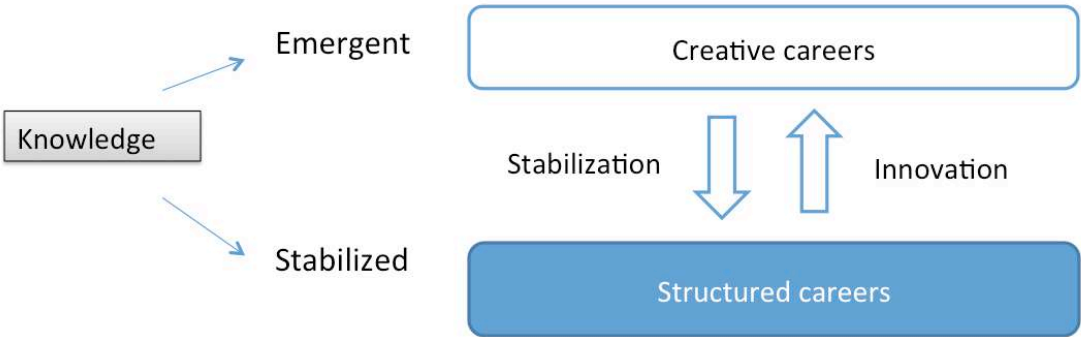 Emergent
Creative careers
Knowledge
Stabilization
Innovation
Stabilized
Structured careers